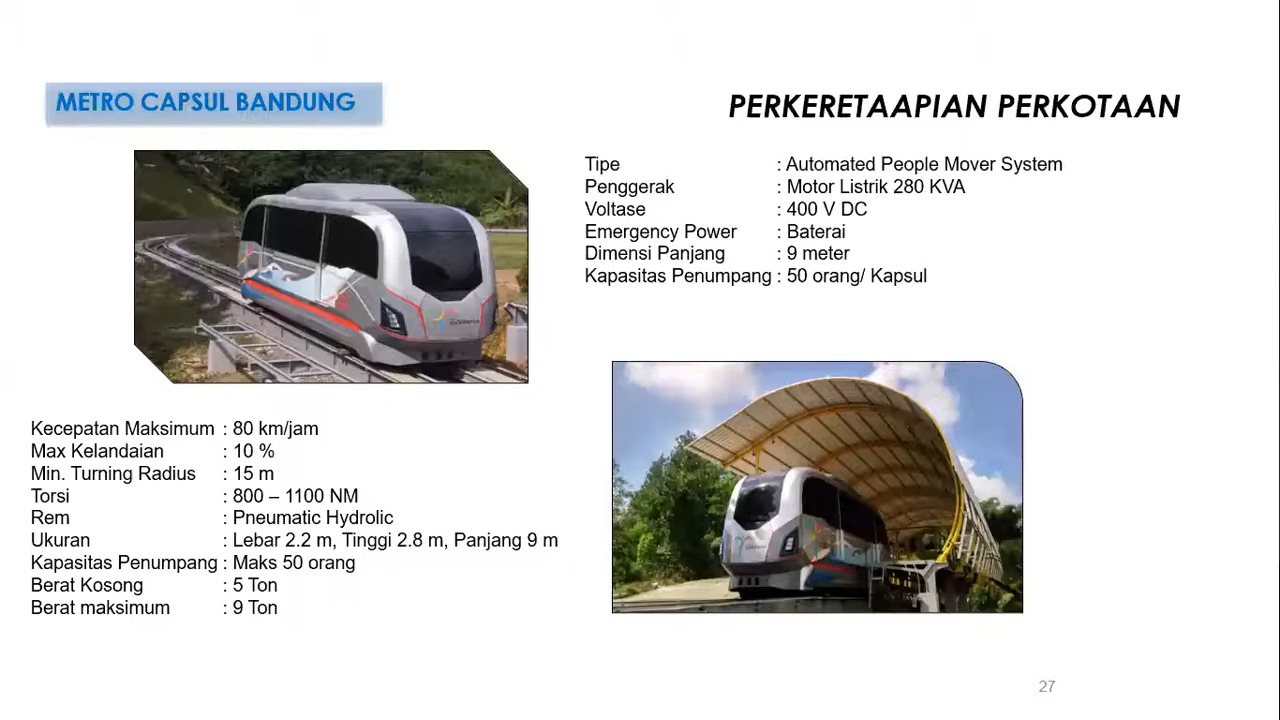 METRO CAPSUL BANDUNG
PERKERETAAPIAN PERKOTAAN
Tipe : Automated People Mover System
Penggerak : Motor Listrik 280 KVA
Voltase : 400 V DC
Emergency Power : Baterai
Dimensi Panjang : 9 meter
Kapasitas Penumpang : 50 orang/ Kapsul
Kecepatan Maksimum : 80 km/jam
Max Kelandaian : 10 %
Min. Turning Radius : 15 m
Torsi : 800 – 1100 NM
Rem : Pneumatic Hydrolic
Ukuran : Lebar 2.2 m, Tinggi 2.8 m, Panjang 9 m
Kapasitas Penumpang : Maks 50 orang
Berat Kosong : 5 Ton
Berat maksimum : 9 Ton
27